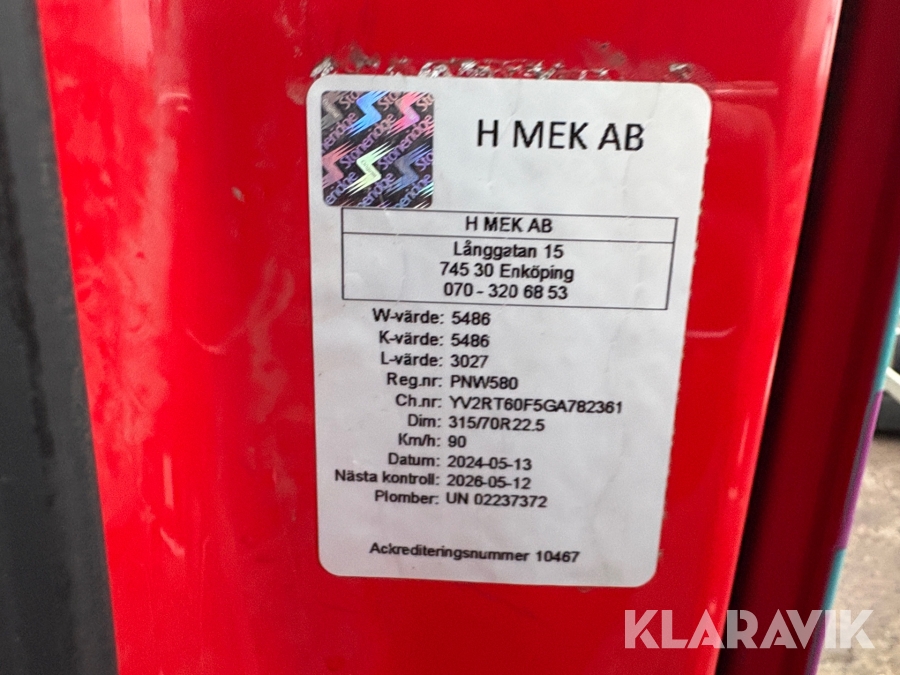 Stoneridge
H MEK AB
H MEK AB
Långgatan 15
745 30 Enköping
070 - 320 68 53
W-värde: 5486
K-värde: 5486
L-värde: 3027
Reg.nr: PNW580
Ch.nr: YV2RT60F5GA782361
Dim: 315/70R22.5
Km/h: 90
Datum: 2024-05-13
Nästa kontroll: 2026-05-12
Plomber: UN 02237372
Ackrediteringsnummer 10467
KLARAVIK